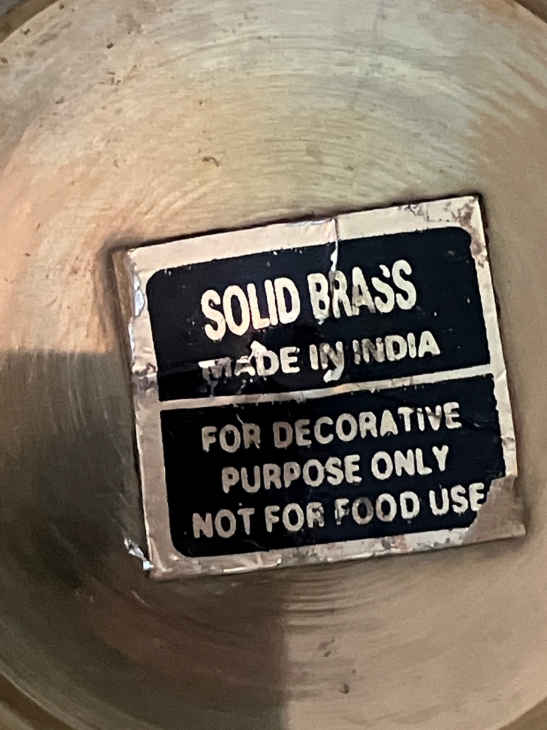 SOLID BRASS
MADE IN INDIA
FOR DECORATIVE
PURPOSE ONLY
NOT FOR FOOD USE